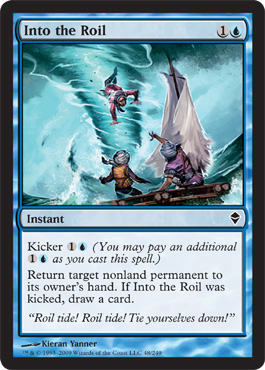 Into the Roil 1
Instant
Kicker 1 (You may pay an additional
1 as you cast this spell.)
Return target nonland permanent to
its owner's hand. If Into the Roil was
kicked, draw a card.
"Roil tide! Roil tide! Tie yourselves down!"
Kieran Yanner
™ & © 1993–2009 Wizards of the Coast LLC 48/249